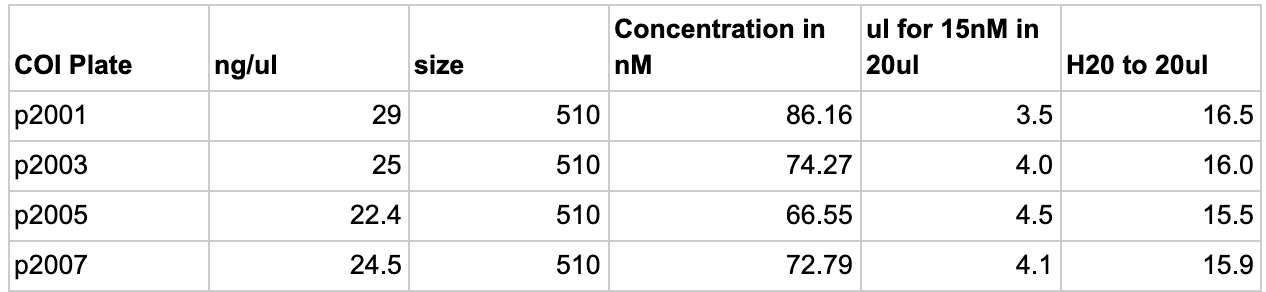 COI Plate ng/ul size Concentration in nM ul for 15nM in 20ul H20 to 20ul
p2001 29 510 86.16 3.5 16.5
p2003 25 510 74.27 4.0 16.0
p2005 22.4 510 66.55 4.5 15.5
p2007 24.5 510 72.79 4.1 15.9